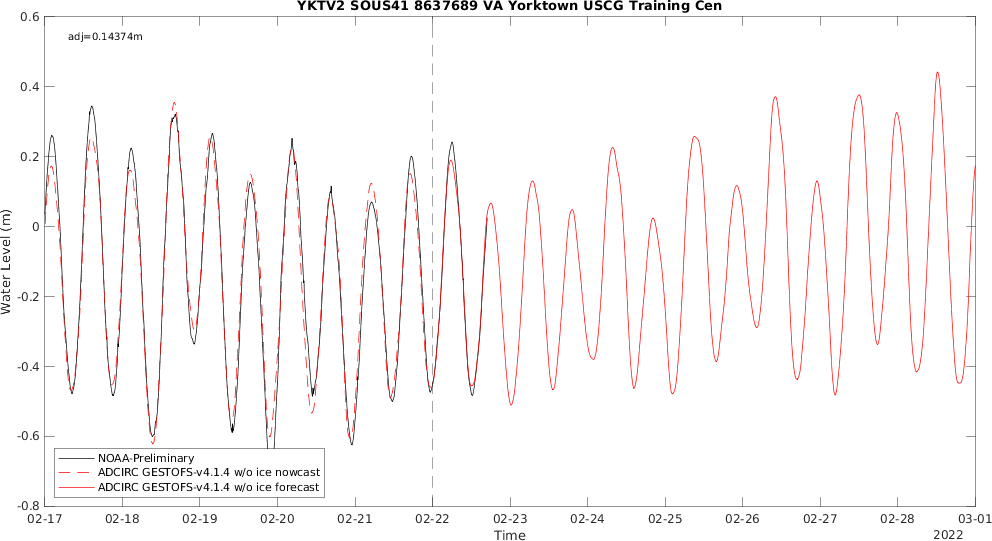 YKTV2 SOUS41 8637689 VA Yorktown USCG Training Cen
adj=0.14374m
0.6
0.4
0.2
0
-0.2
-0.4
-0.6
-0.8
Water Level (m)
NOAA-Preliminary
ADCIRC GESTOFS-v4.1.4 w/o ice nowcast
ADCIRC GESTOFS-v4.1.4 w/o ice forecast
02-17 02-18 02-19 02-20 02-21 02-22 02-23 02-24 02-25 02-26 02-27 02-28 03-01
Time
2022